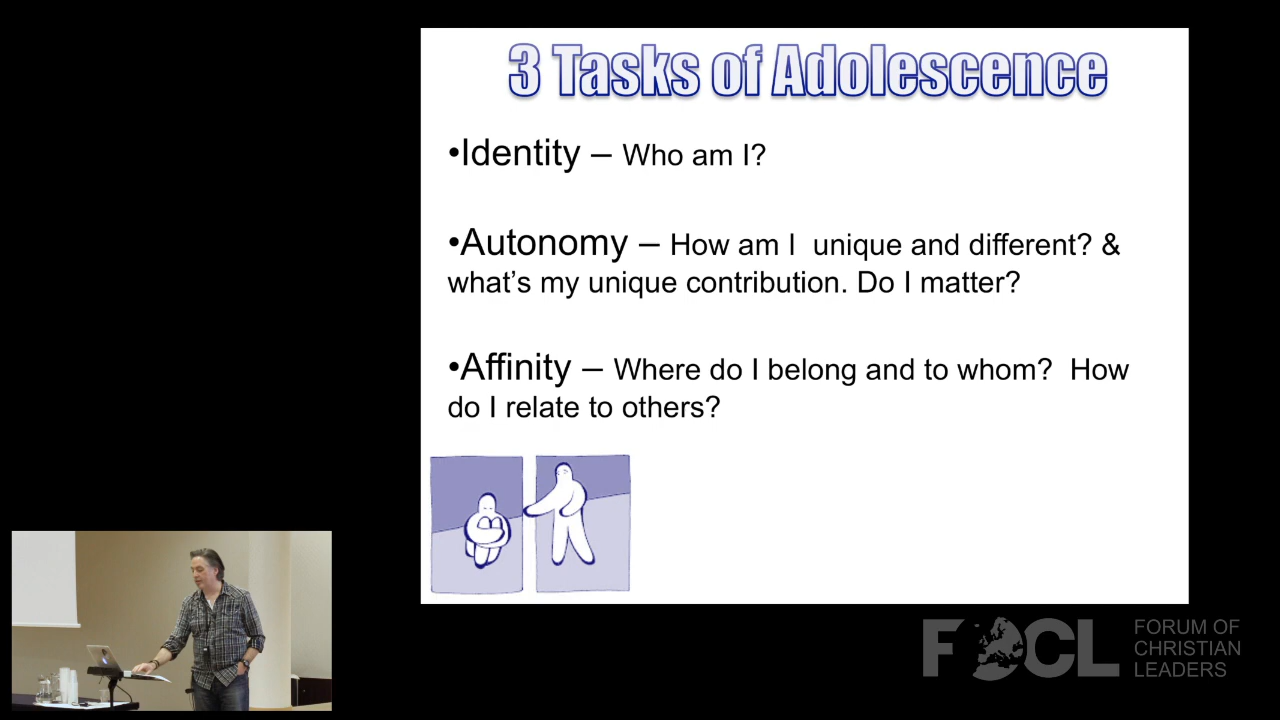 3 Tasks of Adolescence
•Identity – Who am I?
•Autonomy – How am I  unique and different? &
what's my unique contribution. Do I matter?
•Affinity – Where do I belong and to whom?  How
do I relate to others?
FOCL
FORUM OF
CHRISTIAN
LEADERS